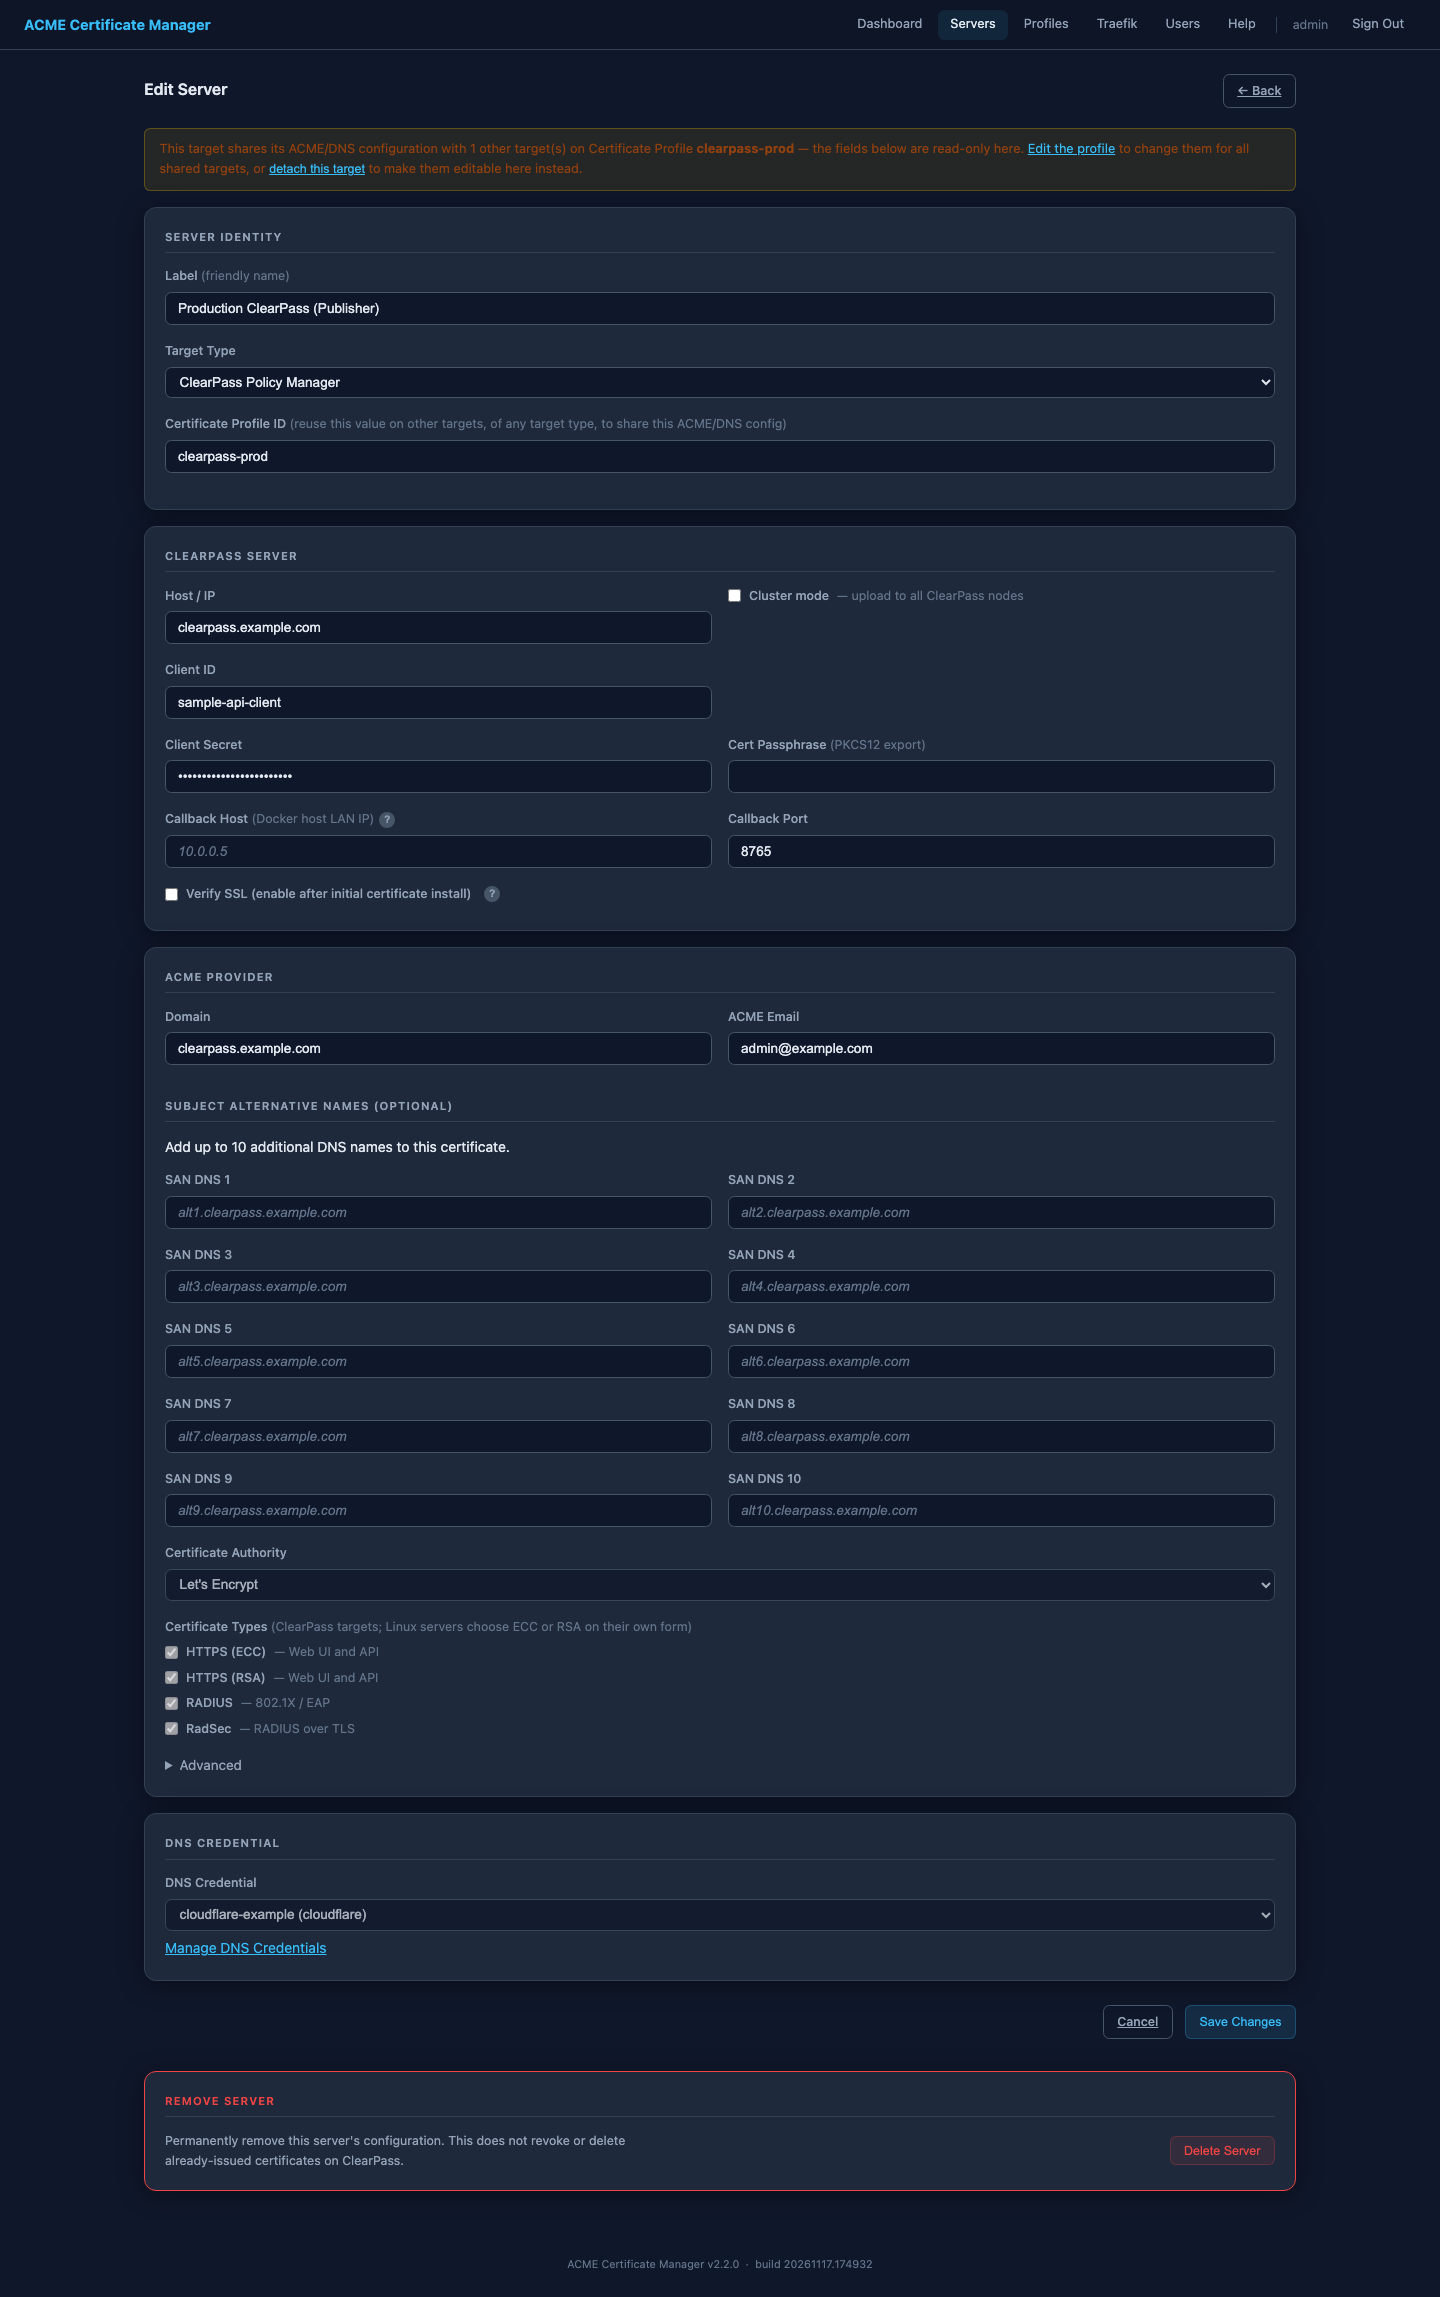 ACME Certificate Manager
Dashboard Servers Profiles Traefik Users Help admin Sign Out
Edit Server
← Back
This target shares its ACME/DNS configuration with 1 other target(s) on Certificate Profile clearpass-prod — the fields below are read-only here. Edit the profile to change them for all
shared targets, or detach this target to make them editable here instead.
SERVER IDENTITY
Label (friendly name)
Production ClearPass (Publisher)
Target Type
ClearPass Policy Manager
Certificate Profile ID (reuse this value on other targets, of any target type, to share this ACME/DNS config)
clearpass-prod
CLEARPASS SERVER
Host / IP
Cluster mode — upload to all ClearPass nodes
clearpass.example.com
Client ID
sample-api-client
Client Secret
Cert Passphrase (PKCS12 export)
••••••••••••••••••••••••
Callback Host (Docker host LAN IP) ?
Callback Port
10.0.0.5
8765
Verify SSL (enable after initial certificate install) ?
ACME PROVIDER
Domain
ACME Email
clearpass.example.com
admin@example.com
SUBJECT ALTERNATIVE NAMES (OPTIONAL)
Add up to 10 additional DNS names to this certificate.
SAN DNS 1
SAN DNS 2
alt1.clearpass.example.com
alt2.clearpass.example.com
SAN DNS 3
SAN DNS 4
alt3.clearpass.example.com
alt4.clearpass.example.com
SAN DNS 5
SAN DNS 6
alt5.clearpass.example.com
alt6.clearpass.example.com
SAN DNS 7
SAN DNS 8
alt7.clearpass.example.com
alt8.clearpass.example.com
SAN DNS 9
SAN DNS 10
alt9.clearpass.example.com
alt10.clearpass.example.com
Certificate Authority
Let's Encrypt
Certificate Types (ClearPass targets; Linux servers choose ECC or RSA on their own form)
HTTPS (ECC) — Web UI and API
HTTPS (RSA) — Web UI and API
RADIUS — 802.1X / EAP
RadSec — RADIUS over TLS
Advanced
DNS CREDENTIAL
DNS Credential
cloudflare-example (cloudflare)
Manage DNS Credentials
Cancel
Save Changes
REMOVE SERVER
Permanently remove this server's configuration. This does not revoke or delete
already-issued certificates on ClearPass.
Delete Server
ACME Certificate Manager v2.2.0 · build 20261117.174932